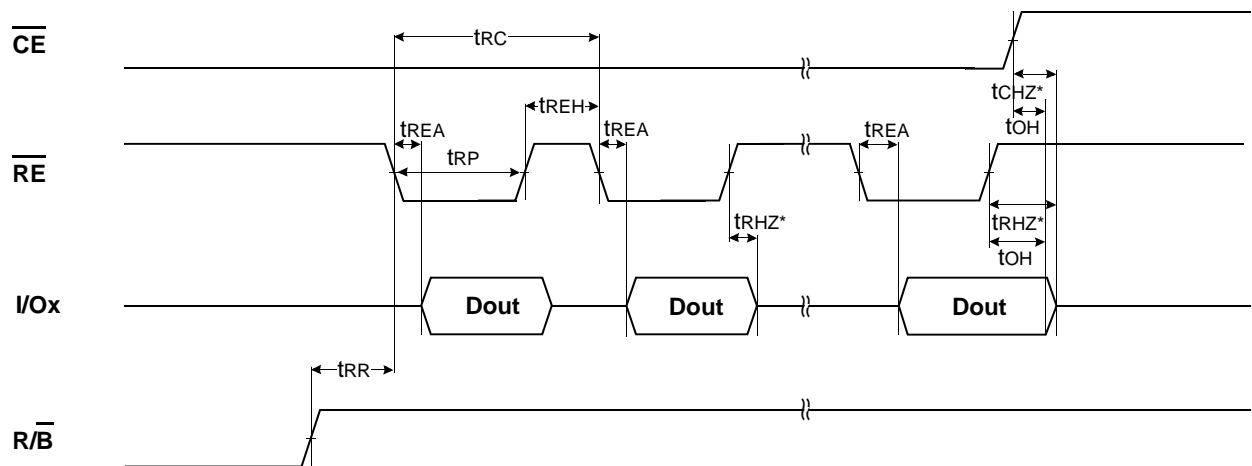 CE
tRC
tCHZ*
tREH
tOH
tREA
tREA
tREA
RE
tRP
tRHZ*
tRHZ*
tOH
I/Ox
Dout
Dout
Dout
tRR
R/B